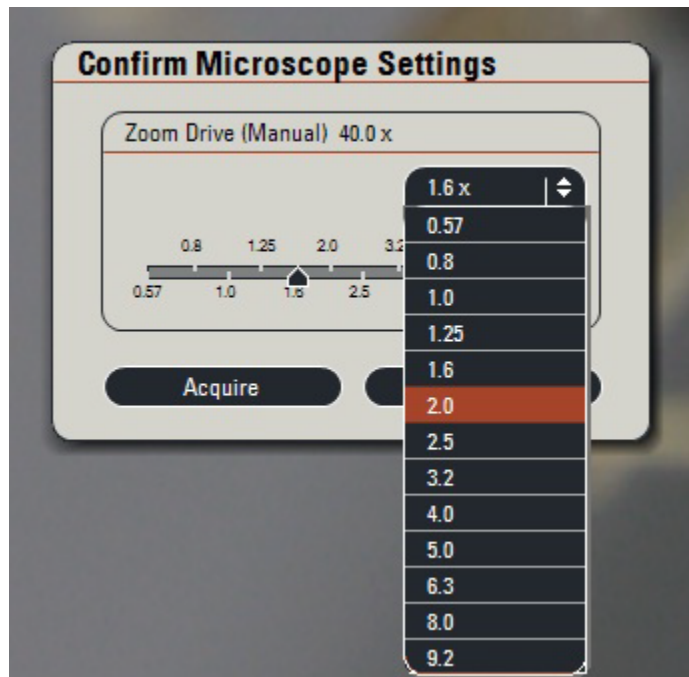 Confirm Microscope Settings
Zoom Drive (Manual) 40.0 x
1.6 x
0.8 1.25 2.0 3.2
0.57 1.0 1.6 2.5
Acquire
0.57
0.8
1.0
1.25
1.6
2.0
2.5
3.2
4.0
5.0
6.3
8.0
9.2